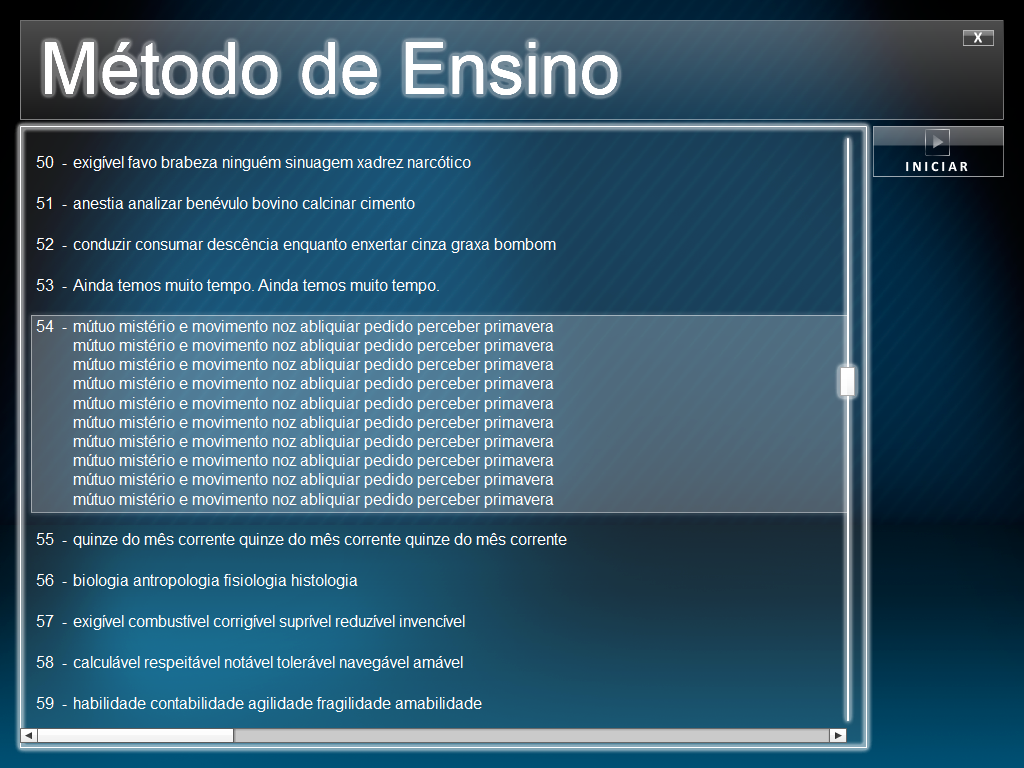 Método de Ensino
X
INICIAR
50 - exigível favo brabeza ninguém sinuagem xadrez narcótico
51 - anestia analizar benévulo bovino calcinar cimento
52 - conduzir consumar descência enquanto enxertar cinza graxa bombom
53 - Ainda temos muito tempo. Ainda temos muito tempo.
54 - mútuo mistério e movimento noz abliquiar pedido perceber primavera
mútuo mistério e movimento noz abliquiar pedido perceber primavera
mútuo mistério e movimento noz abliquiar pedido perceber primavera
mútuo mistério e movimento noz abliquiar pedido perceber primavera
mútuo mistério e movimento noz abliquiar pedido perceber primavera
mútuo mistério e movimento noz abliquiar pedido perceber primavera
mútuo mistério e movimento noz abliquiar pedido perceber primavera
mútuo mistério e movimento noz abliquiar pedido perceber primavera
mútuo mistério e movimento noz abliquiar pedido perceber primavera
mútuo mistério e movimento noz abliquiar pedido perceber primavera
55 - quinze do mês corrente quinze do mês corrente quinze do mês corrente
56 - biologia antropologia fisiologia histologia
57 - exigível combustível corrigível suprível reduzível invencível
58 - calculável respeitável notável tolerável navegável amável
59 - habilidade contabilidade agilidade fragilidade amabilidade